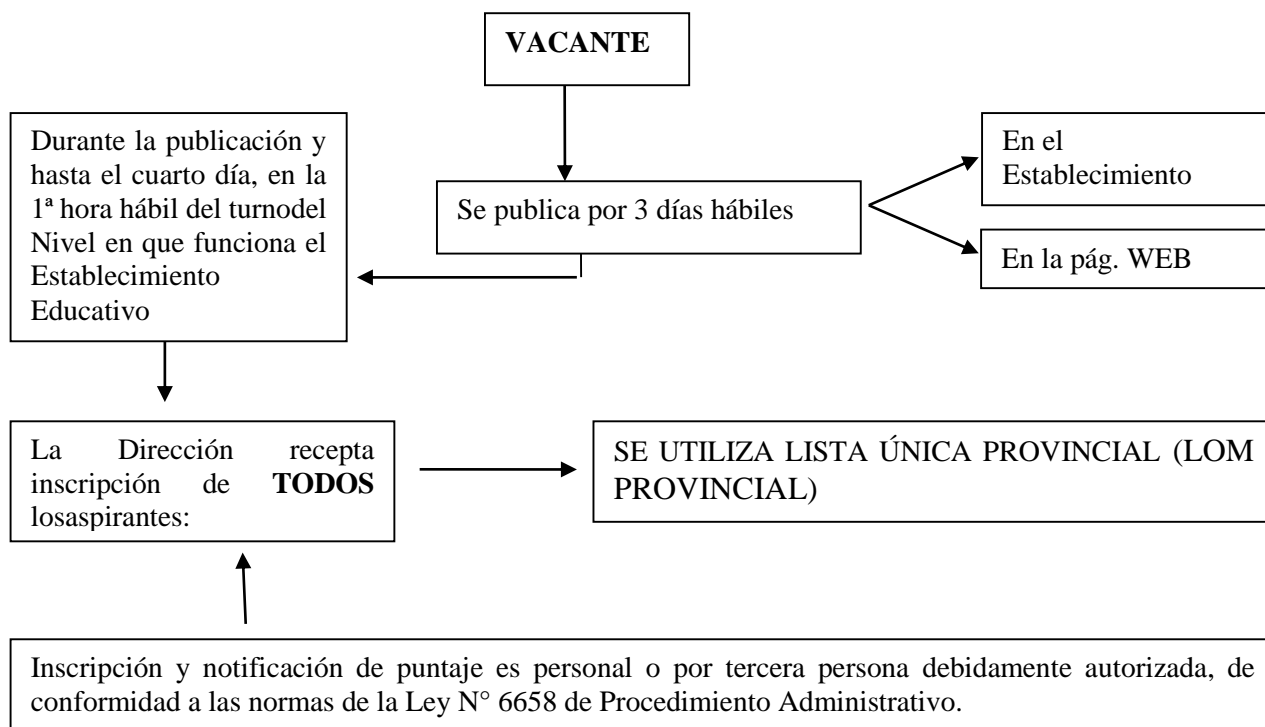 VACANTE
Durante la publicación y
hasta el cuarto día, en la
1ª hora hábil del turnodel
Nivel en que funciona el
Establecimiento
Educativo
Se publica por 3 días hábiles
En el
Establecimiento
En la pág. WEB
La Dirección recepta
inscripción de TODOS
losaspirantes:
SE UTILIZA LISTA ÚNICA PROVINCIAL (LOM
PROVINCIAL)
Inscripción y notificación de puntaje es personal o por tercera persona debidamente autorizada, de
conformidad a las normas de la Ley N° 6658 de Procedimiento Administrativo.